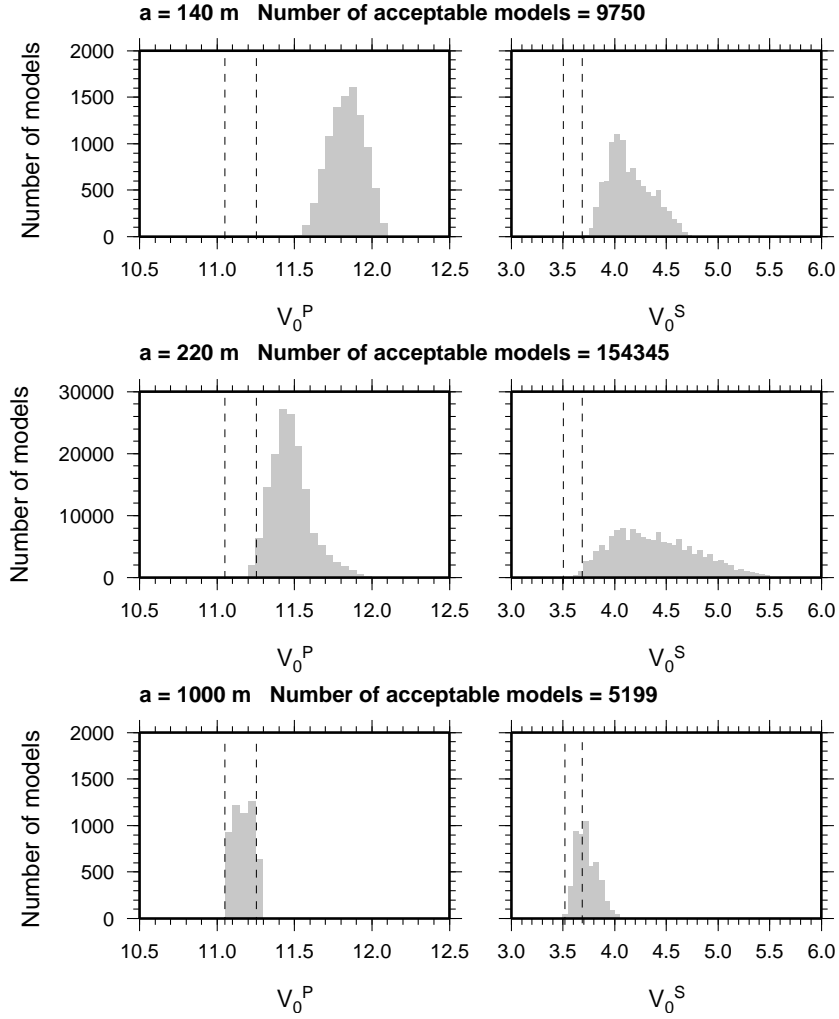 a = 140 m Number of acceptable models = 9750
Number of models
2000
1500
1000
500
0
10.5 11.0 11.5 12.0 12.5
V₀ᴾ
3.0 3.5 4.0 4.5 5.0 5.5 6.0
V₀ˢ
a = 220 m Number of acceptable models = 154345
Number of models
30000
20000
10000
0
10.5 11.0 11.5 12.0 12.5
V₀ᴾ
3.0 3.5 4.0 4.5 5.0 5.5 6.0
V₀ˢ
a = 1000 m Number of acceptable models = 5199
Number of models
2000
1500
1000
500
0
10.5 11.0 11.5 12.0 12.5
V₀ᴾ
3.0 3.5 4.0 4.5 5.0 5.5 6.0
V₀ˢ